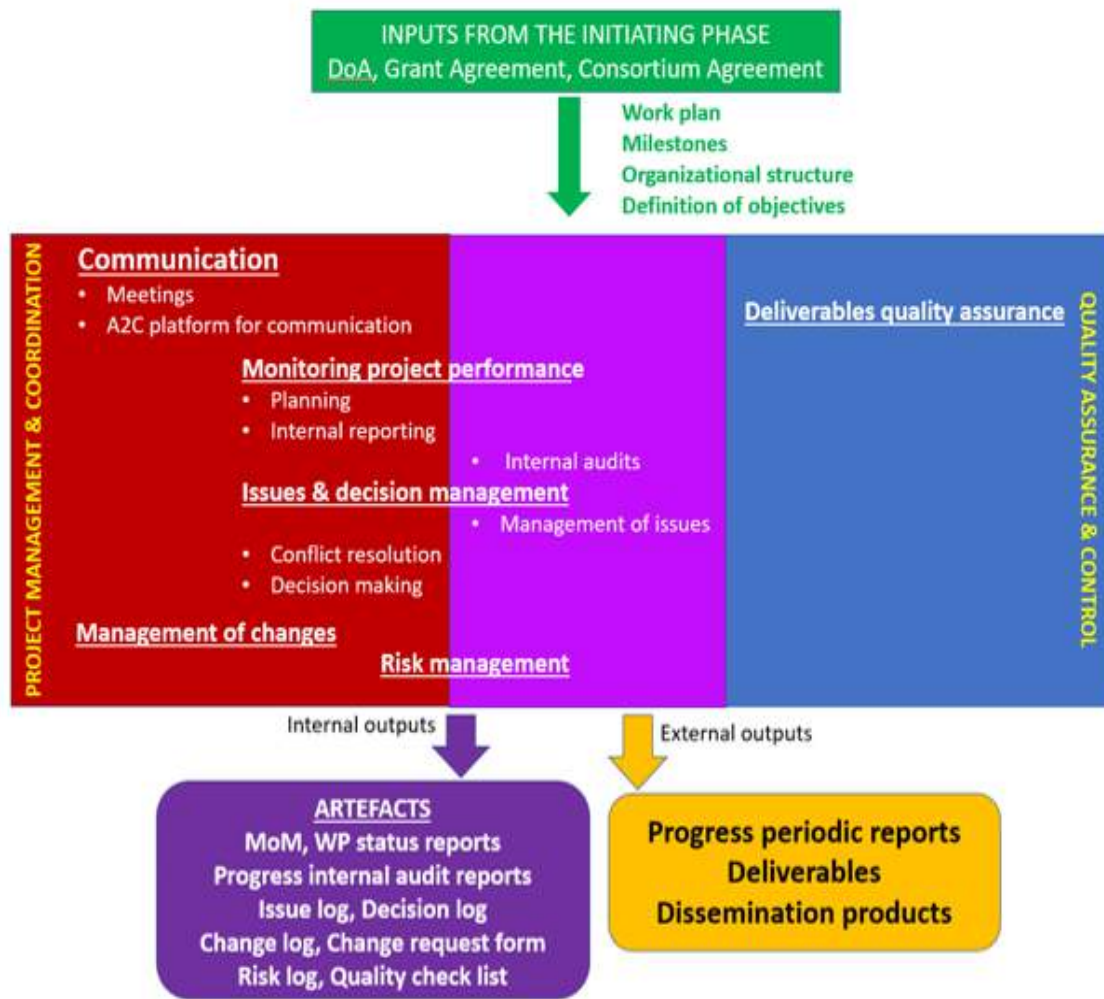 INPUTS FROM THE INITIATING PHASE
DoA, Grant Agreement, Consortium Agreement
Work plan
Milestones
Organizational structure
Definition of objectives
PROJECT MANAGEMENT & COORDINATION
Communication
• Meetings
• A2C platform for communication
Deliverables quality assurance
Monitoring project performance
• Planning
• Internal reporting
• Internal audits
Issues & decision management
• Management of issues
• Conflict resolution
• Decision making
Management of changes
Risk management
QUALITY ASSURANCE & CONTROL
Internal outputs
External outputs
ARTEFACTS
MoM, WP status reports
Progress internal audit reports
Issue log, Decision log
Change log, Change request form
Risk log, Quality check list
Progress periodic reports
Deliverables
Dissemination products